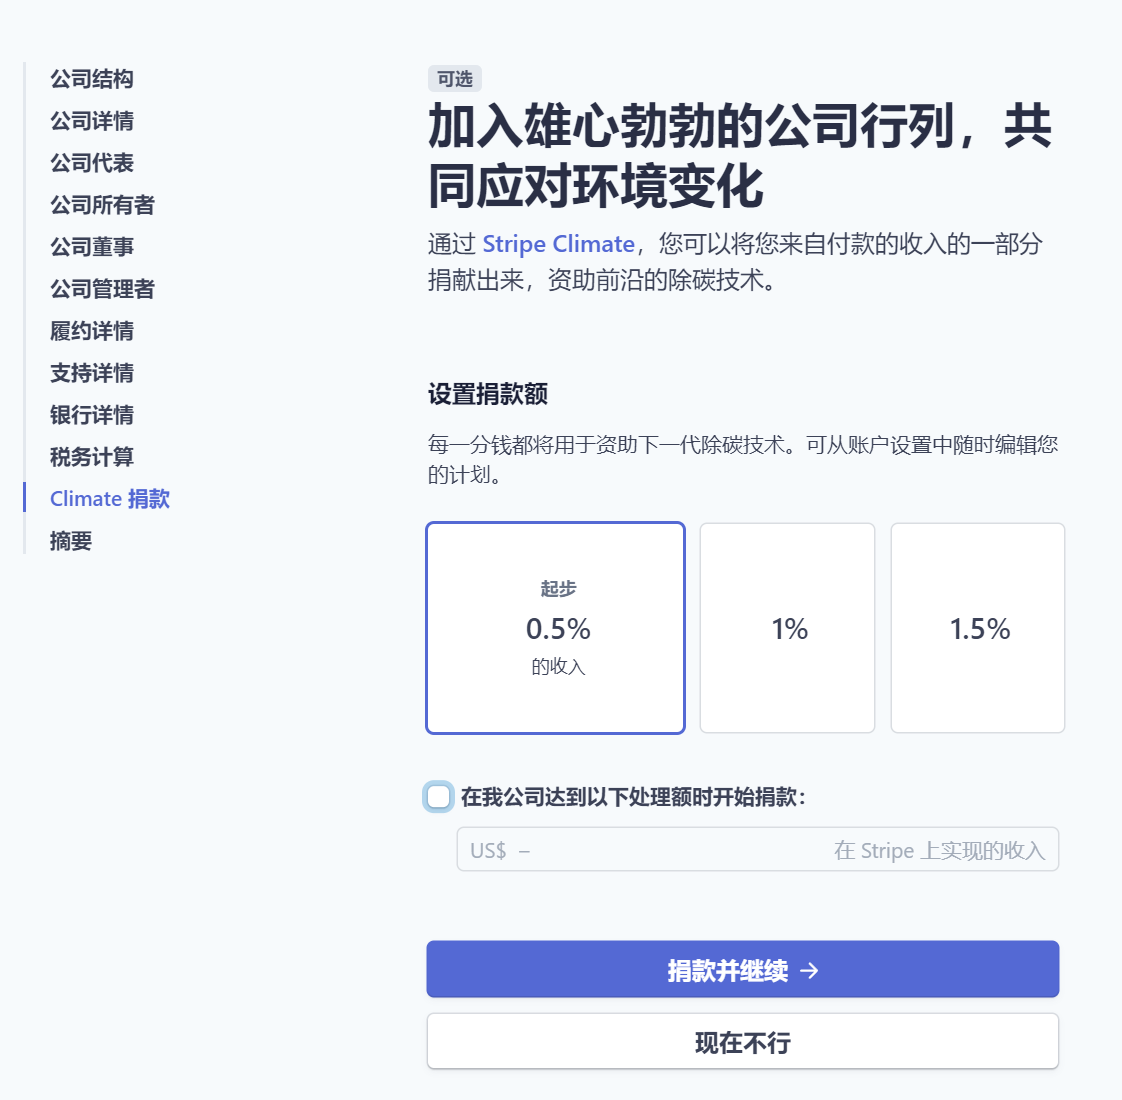 公司结构
公司详情
公司代表
公司所有者
公司董事
公司管理者
履约详情
支持详情
银行详情
税务计算
Climate 捐款
摘要
可选
加入雄心勃勃的公司行列，共
同应对环境变化
通过 Stripe Climate，您可以将您来自付款的收入的一部分
捐献出来，资助前沿的除碳技术。
设置捐款额
每一分钱都将用于资助下一代除碳技术。可从账户设置中随时编辑您
的计划。
起步
0.5%
的收入
1%
1.5%
在我公司达到以下处理额时开始捐款：
US$ – 在 Stripe 上实现的收入
捐款并继续 →
现在不行